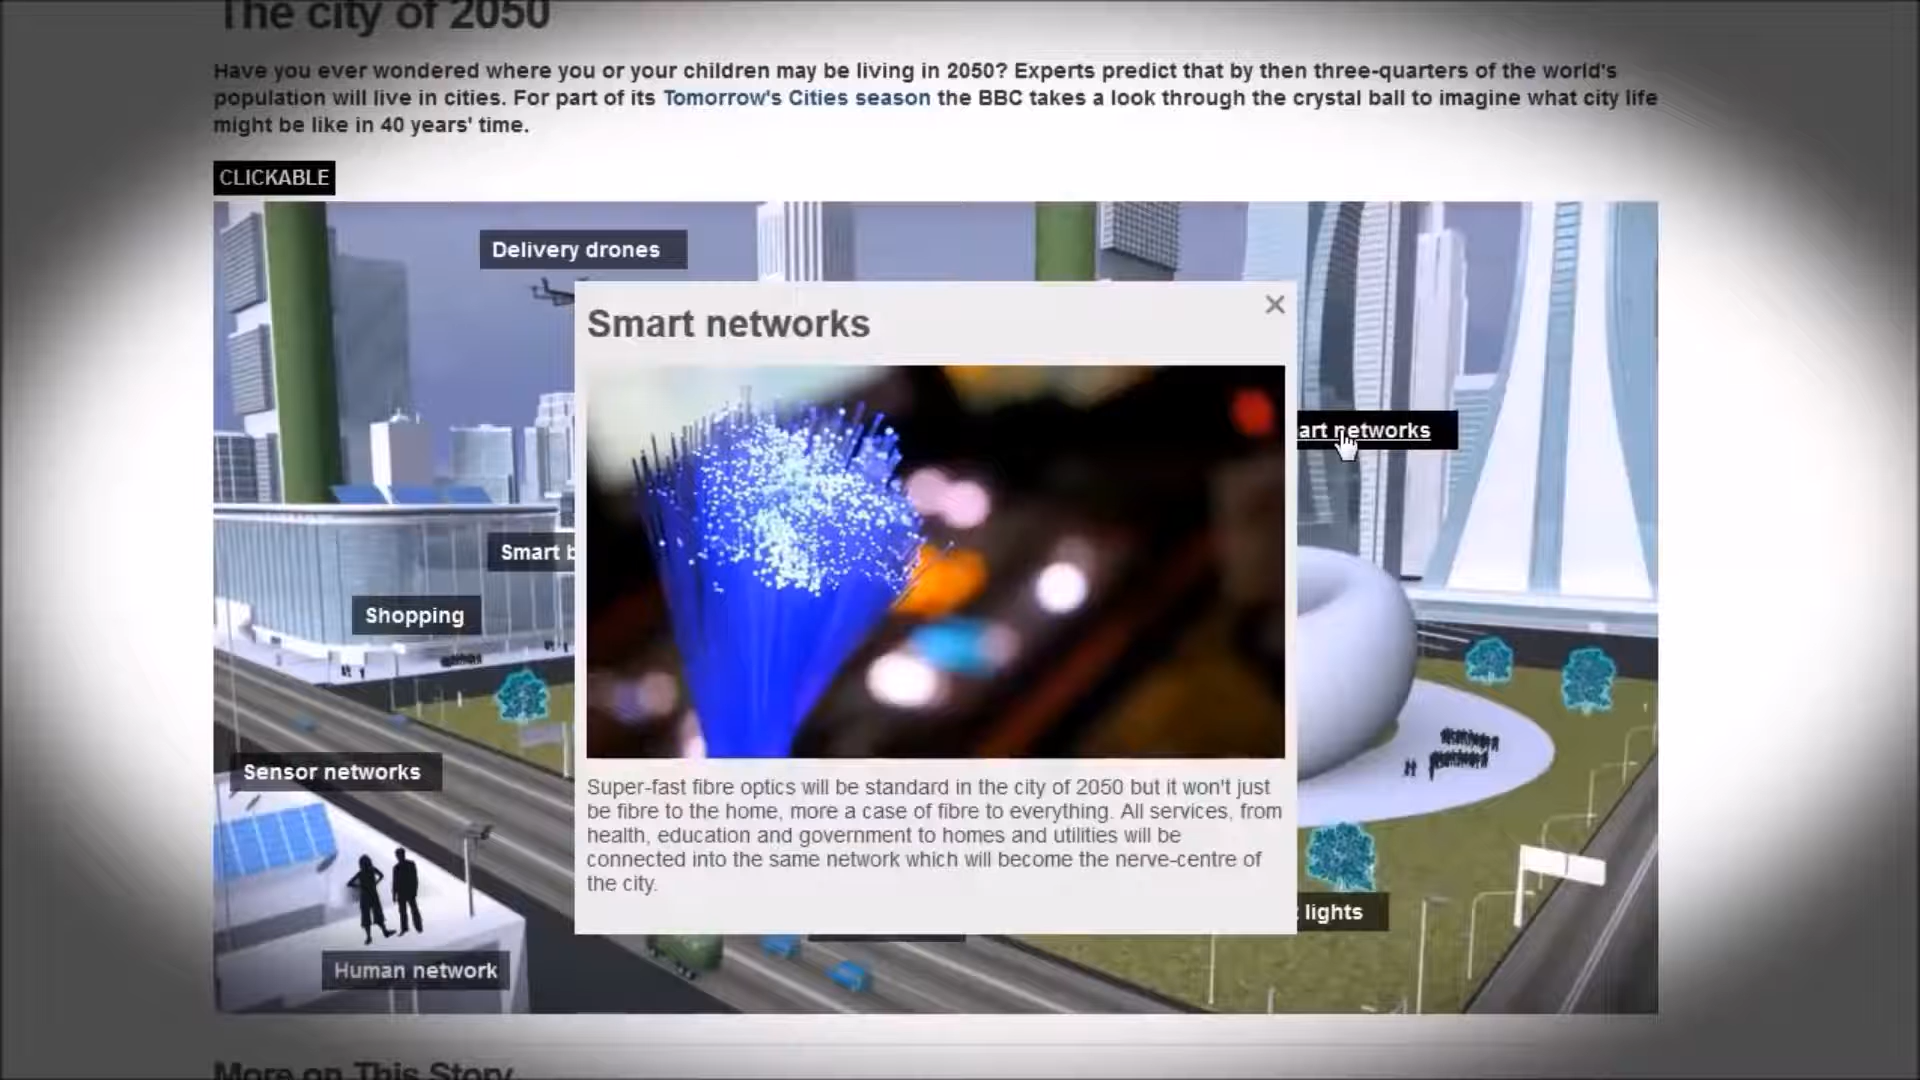 The city of 2050
Have you ever wondered where you or your children may be living in 2050? Experts predict that by then three-quarters of the world's
population will live in cities. For part of its Tomorrow's Cities season the BBC takes a look through the crystal ball to imagine what city life
might be like in 40 years' time.
CLICKABLE
Delivery drones
Smart networks
art networks
Smart b
Shopping
Sensor networks
Super-fast fibre optics will be standard in the city of 2050 but it won't just
be fibre to the home, more a case of fibre to everything. All services, from
health, education and government to homes and utilities will be
connected into the same network which will become the nerve-centre of
the city.
lights
Human network
More on This Story